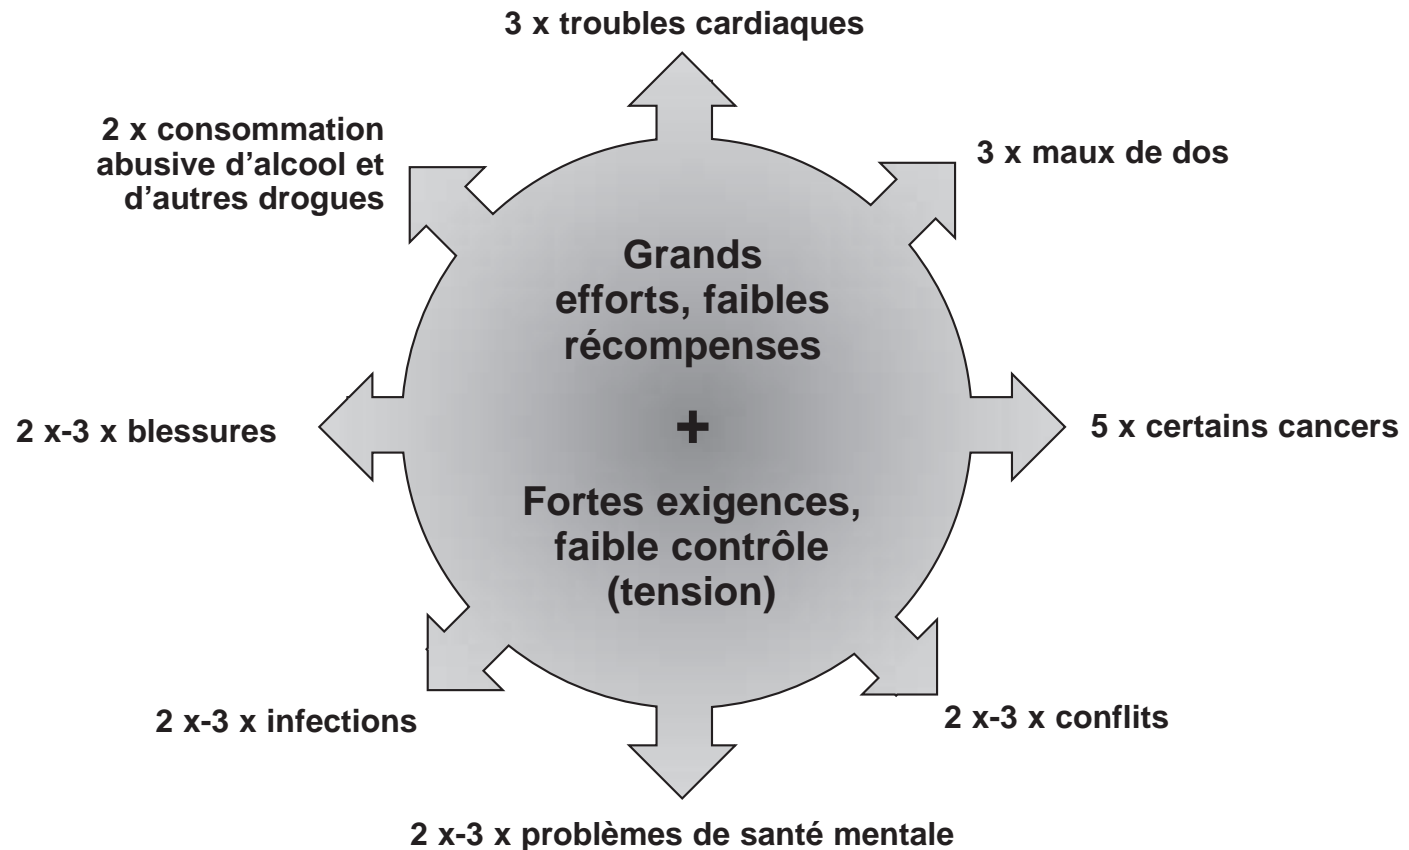 3 x troubles cardiaques
2 x consommation
abusive d’alcool et
d’autres drogues
3 x maux de dos
Grands
efforts, faibles
récompenses
+
2 x-3 x blessures
5 x certains cancers
Fortes exigences,
faible contrôle
(tension)
2 x-3 x infections
2 x-3 x conflits
2 x-3 x problèmes de santé mentale